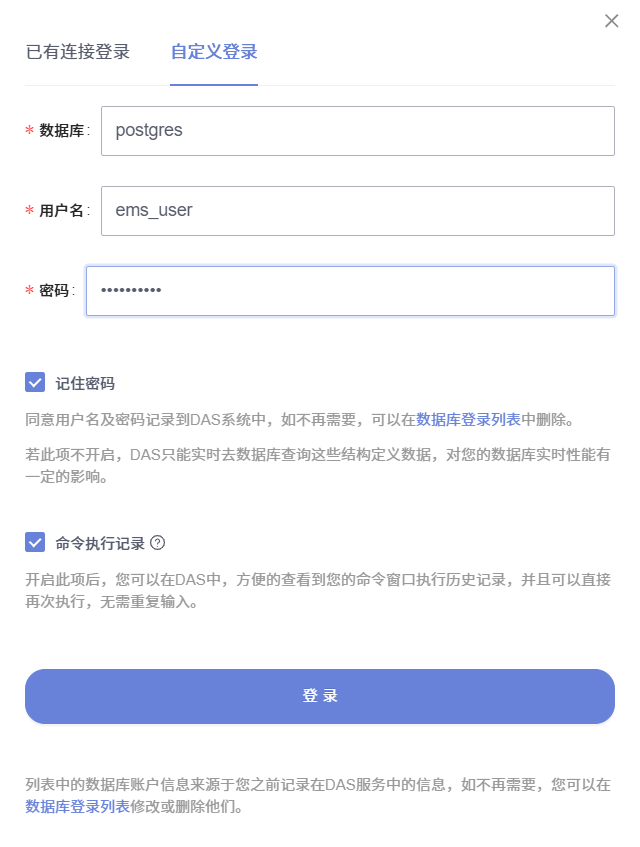 已有连接登录 自定义登录
* 数据库: postgres
* 用户名: ems_user
* 密码: ••••••••••
记住密码
同意用户名及密码记录到DAS系统中，如不再需要，可以在数据库登录列表中删除。
若此项不开启，DAS只能实时去数据库查询这些结构定义数据，对您的数据库实时性能有
一定的影响。
命令执行记录 ?
开启此项后，您可以在DAS中，方便的查看到您的命令窗口执行历史记录，并且可以直接
再次执行，无需重复输入。
登 录
列表中的数据库账户信息来源于您之前记录在DAS服务中的信息，如不再需要，您可以在
数据库登录列表修改或删除他们。